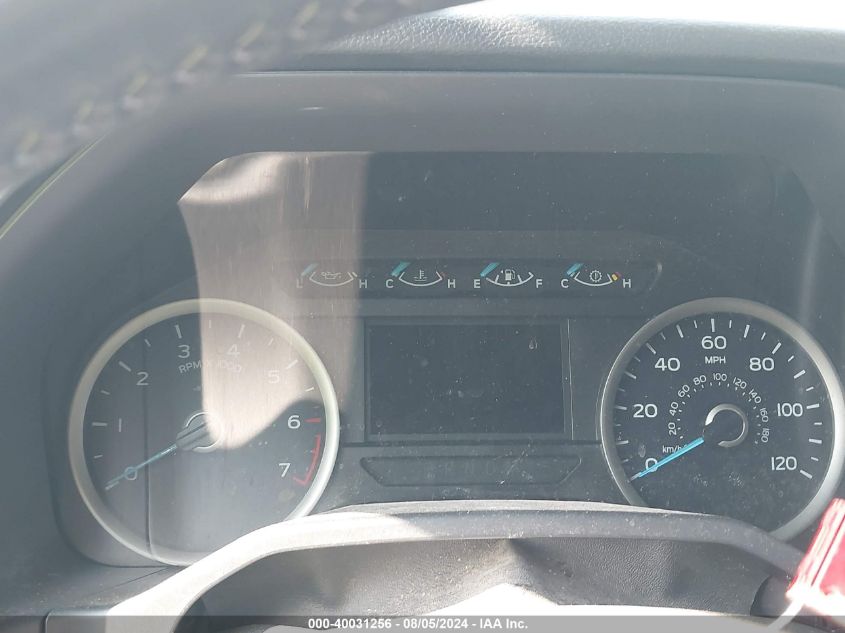 L H C H E F C H
0 1 2 3 4 5 6 7
RPM X 1000
0 20 40 60 80 100 120
MPH
20 40 60 80 100 120 140 160 180
km/h
000-40031256 - 08/05/2024 - IAA Inc.